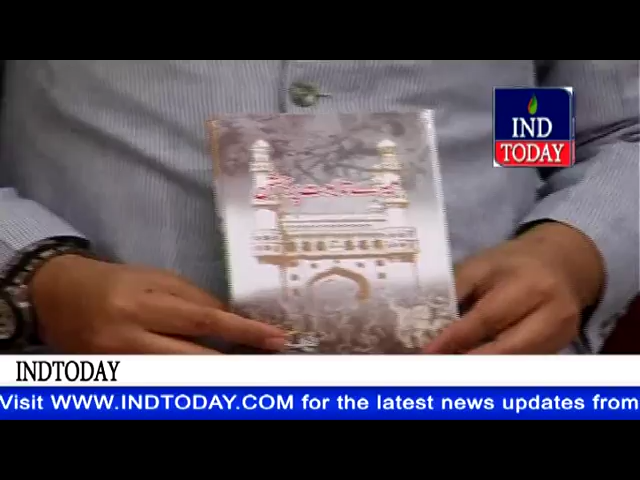 IND
TODAY
INDTODAY
Visit WWW.INDTODAY.COM for the latest news updates from